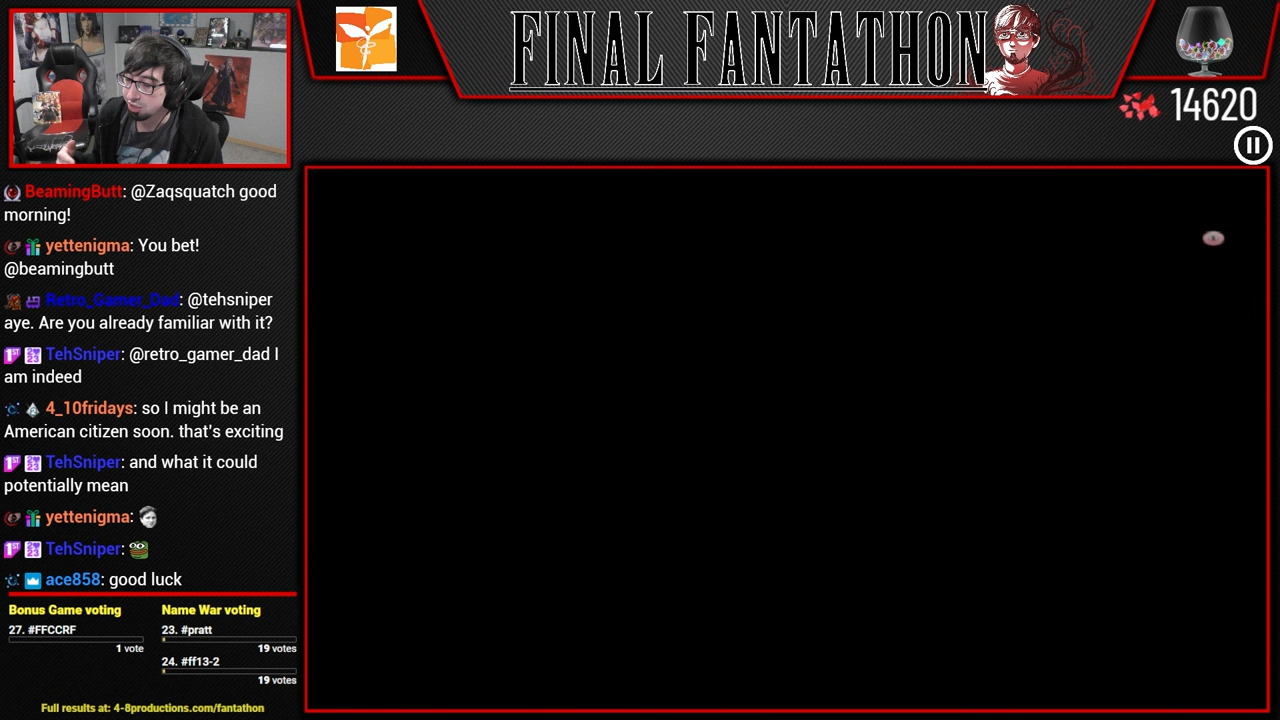 FINAL FANTATHON
14620
BeamingButt: @Zaqsquatch good
morning!
yettenigma: You bet!
@beamingbutt
Retro_Gamer_Dad: @tehsniper
aye. Are you already familiar with it?
TehSniper: @retro_gamer_dad I
am indeed
4_10fridays: so I might be an
American citizen soon. that's exciting
TehSniper: and what it could
potentially mean
yettenigma:
TehSniper:
ace858: good luck
Bonus Game voting
27. #FFCCRF
1 vote
Name War voting
23. #pratt
19 votes
24. #ff13-2
19 votes
Full results at: 4-8productions.com/fantathon